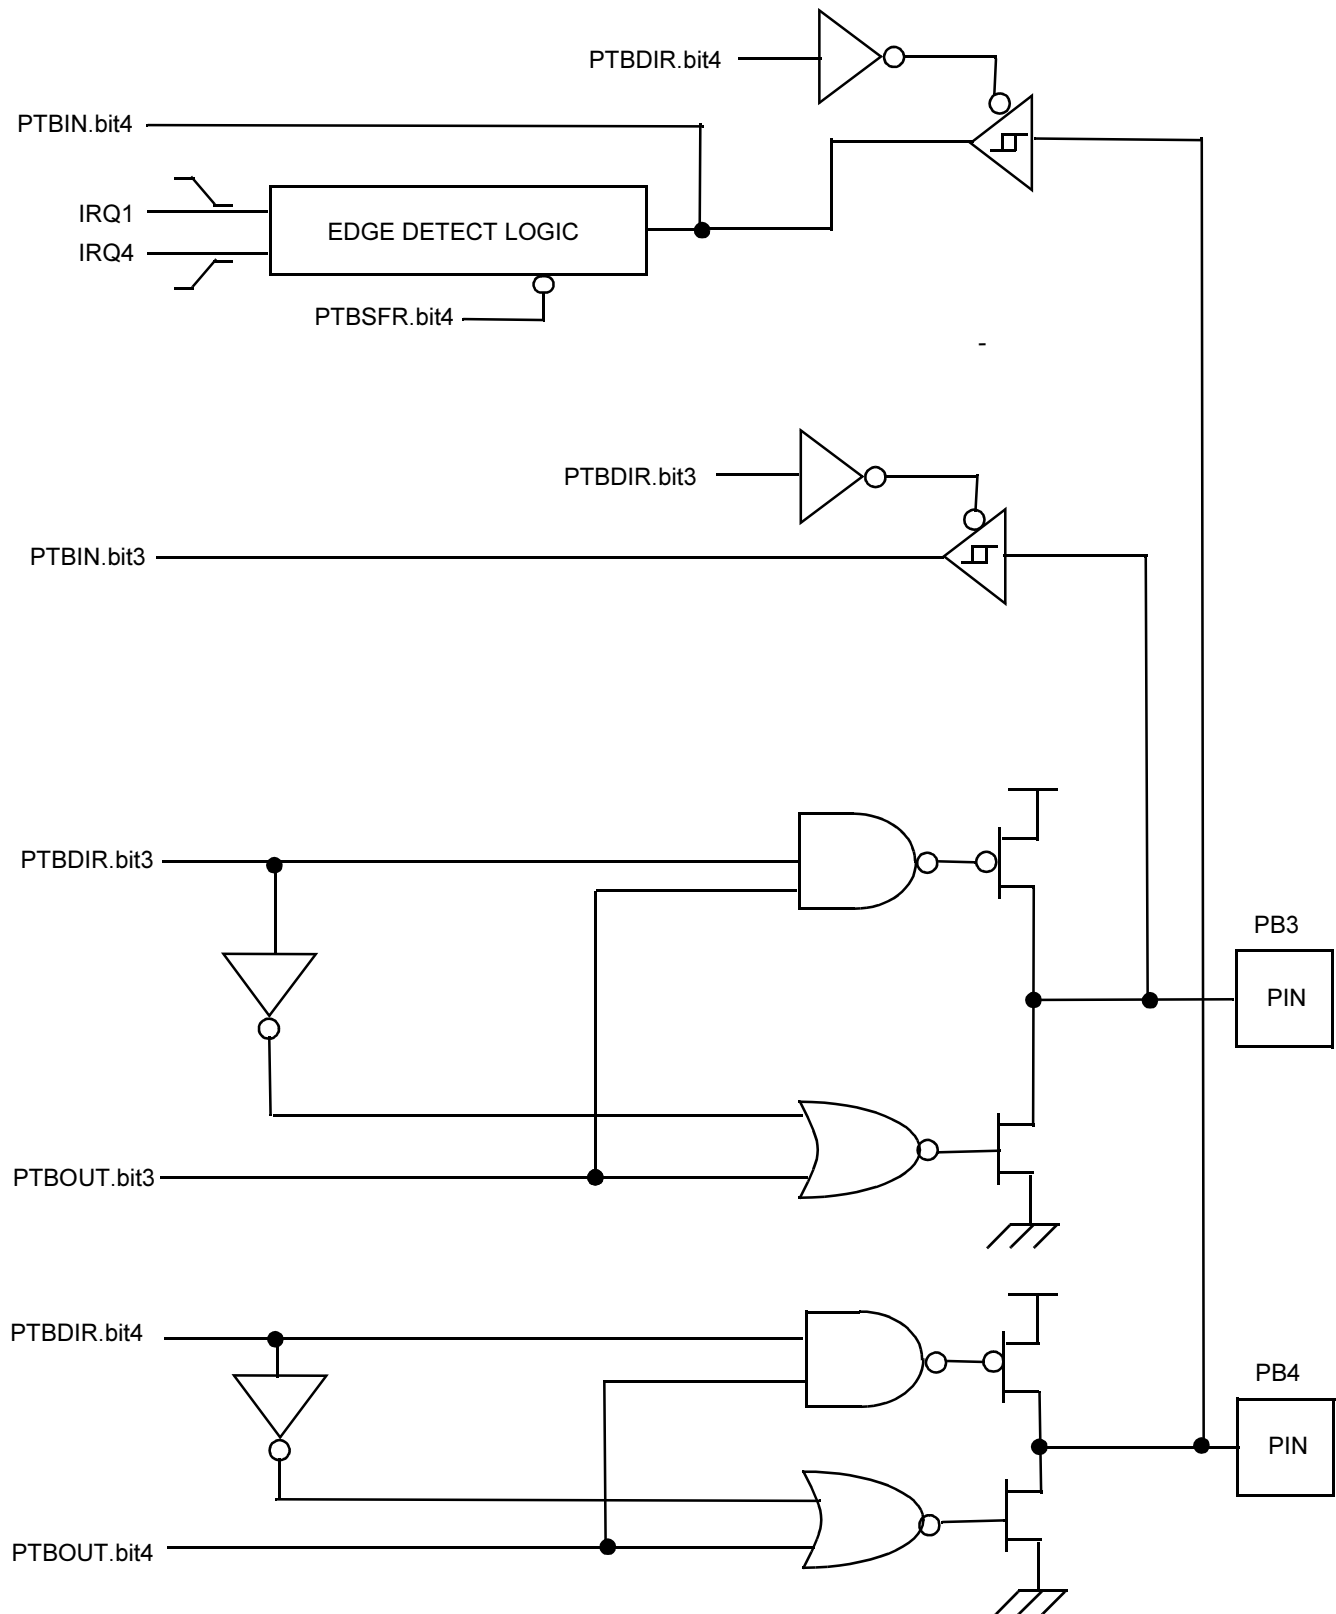 PTBDIR.bit4
PTBIN.bit4
IRQ1
EDGE DETECT LOGIC
IRQ4
PTBSFR.bit4
-
PTBDIR.bit3
PTBIN.bit3
PTBDIR.bit3
PB3
PIN
PTBOUT.bit3
PTBDIR.bit4
PB4
PIN
PTBOUT.bit4